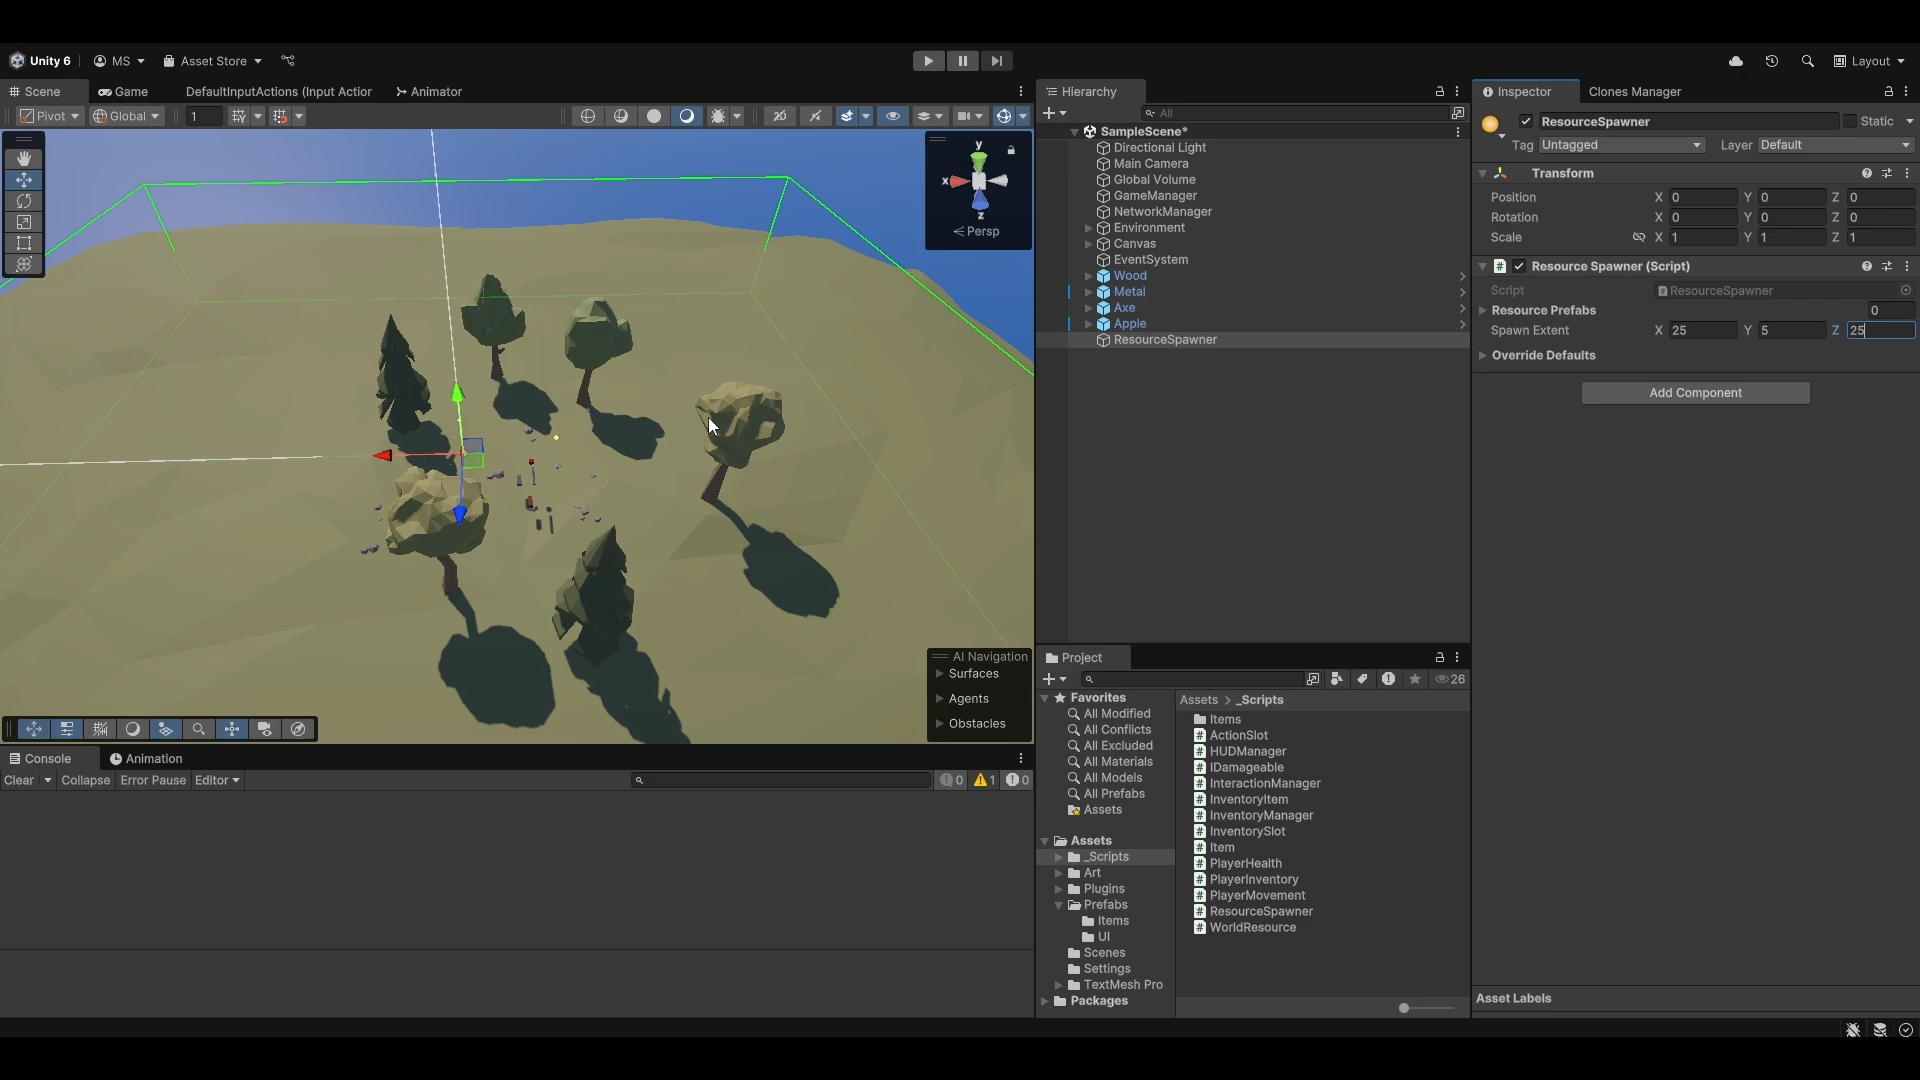 Unity 6 MS Asset Store Layout
Scene Game DefaultInputActions (Input Action Animator
Pivot Global 1
y
x
z
Persp
AI Navigation
Surfaces
Agents
Obstacles
Console Animation
Clear Collapse Error Pause Editor 0 1 0
Hierarchy
All
SampleScene*
Directional Light
Main Camera
Global Volume
GameManager
NetworkManager
Environment
Canvas
EventSystem
Wood
Metal
Axe
Apple
ResourceSpawner
Project
26
Favorites
All Modified
All Conflicts
All Excluded
All Materials
All Models
All Prefabs
Assets
Assets
_Scripts
Art
Plugins
Prefabs
Items
UI
Scenes
Settings
TextMesh Pro
Packages
Assets > _Scripts
Items
ActionSlot
HUDManager
IDamageable
InteractionManager
InventoryItem
InventoryManager
InventorySlot
Item
PlayerHealth
PlayerInventory
PlayerMovement
ResourceSpawner
WorldResource
Inspector Clones Manager
ResourceSpawner Static
Tag Untagged Layer Default
Transform
Position X 0 Y 0 Z 0
Rotation X 0 Y 0 Z 0
Scale X 1 Y 1 Z 1
# Resource Spawner (Script)
Script ResourceSpawner
Resource Prefabs 0
Spawn Extent X 25 Y 5 Z 25
Override Defaults
Add Component
Asset Labels